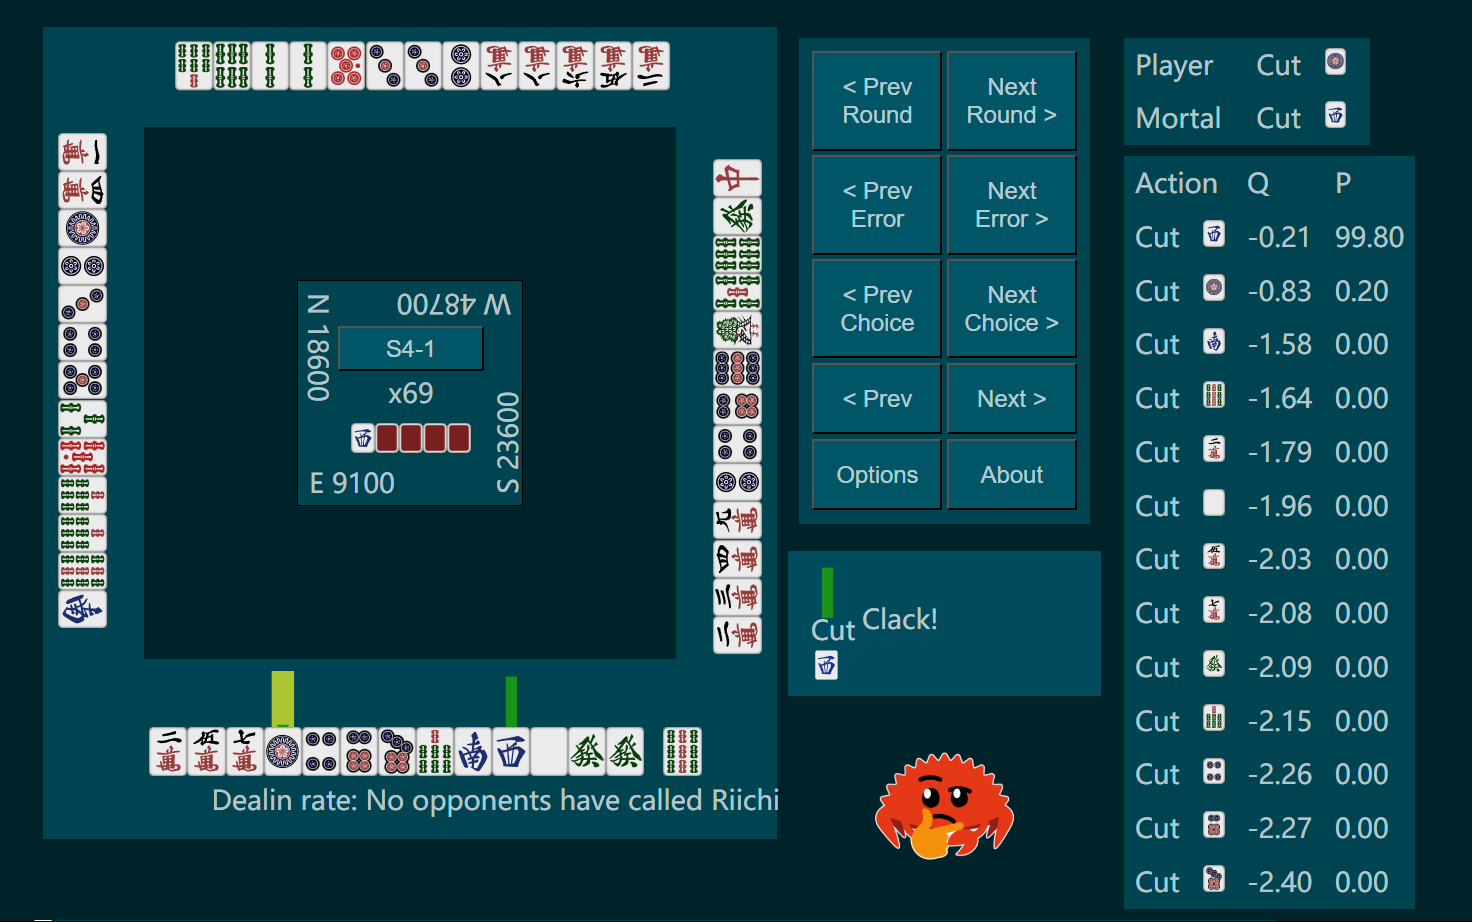 W 48700
N 18600
S4-1
x69
S 23600
E 9100
Dealin rate: No opponents have called Riichi
< Prev
Round
Next
Round >
< Prev
Error
Next
Error >
< Prev
Choice
Next
Choice >
< Prev
Next >
Options
About
Cut
Clack!
Player Cut
Mortal Cut
Action Q P
Cut -0.21 99.80
Cut -0.83 0.20
Cut -1.58 0.00
Cut -1.64 0.00
Cut -1.79 0.00
Cut -1.96 0.00
Cut -2.03 0.00
Cut -2.08 0.00
Cut -2.09 0.00
Cut -2.15 0.00
Cut -2.26 0.00
Cut -2.27 0.00
Cut -2.40 0.00